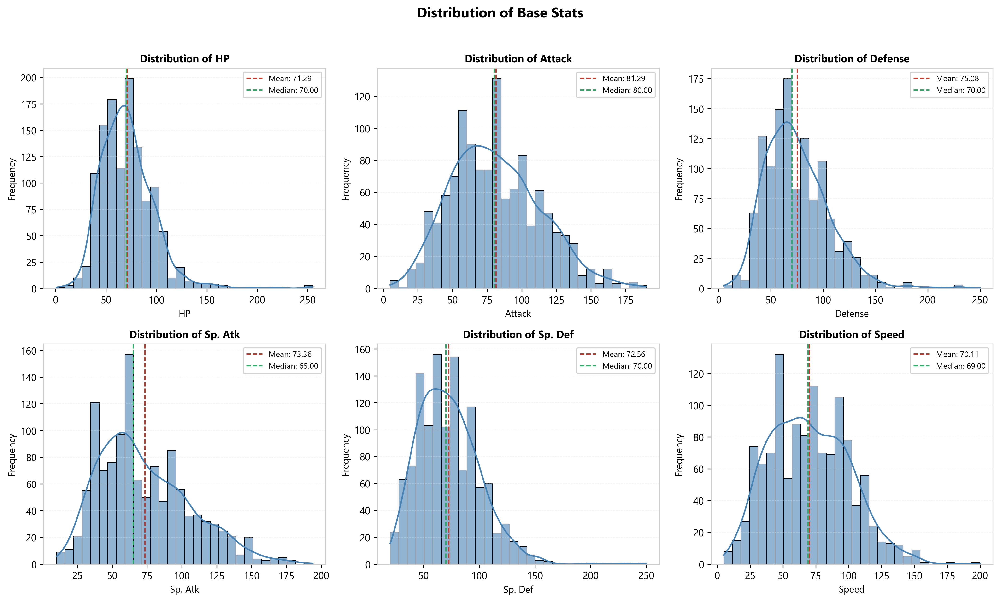 Distribution of Base Stats
Distribution of HP
200
175
150
125
100
75
50
25
0
Frequency
0 50 100 150 200 250
HP
Mean: 71.29
Median: 70.00
Distribution of Attack
120
100
80
60
40
20
0
Frequency
0 25 50 75 100 125 150 175
Attack
Mean: 81.29
Median: 80.00
Distribution of Defense
175
150
125
100
75
50
25
0
Frequency
0 50 100 150 200 250
Defense
Mean: 75.08
Median: 70.00
Distribution of Sp. Atk
160
140
120
100
80
60
40
20
0
Frequency
25 50 75 100 125 150 175 200
Sp. Atk
Mean: 73.36
Median: 65.00
Distribution of Sp. Def
160
140
120
100
80
60
40
20
0
Frequency
50 100 150 200 250
Sp. Def
Mean: 72.56
Median: 70.00
Distribution of Speed
120
100
80
60
40
20
0
Frequency
0 25 50 75 100 125 150 175 200
Speed
Mean: 70.11
Median: 69.00